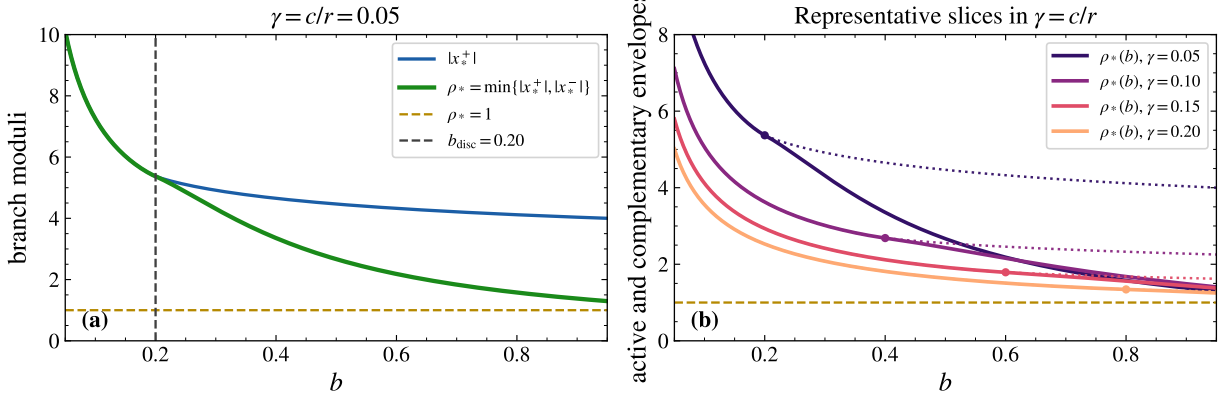 γ = c/r = 0.05
branch moduli
10
8
6
4
2
0
0.2
0.4
0.6
0.8
b
(a)
|x∗⁺|
ρ∗ = min{|x∗⁺|, |x∗⁻|}
ρ∗ = 1
b_disc = 0.20
Representative slices in γ = c/r
active and complementary envelopes
8
6
4
2
0
0.2
0.4
0.6
0.8
b
(b)
ρ∗(b), γ = 0.05
ρ∗(b), γ = 0.10
ρ∗(b), γ = 0.15
ρ∗(b), γ = 0.20